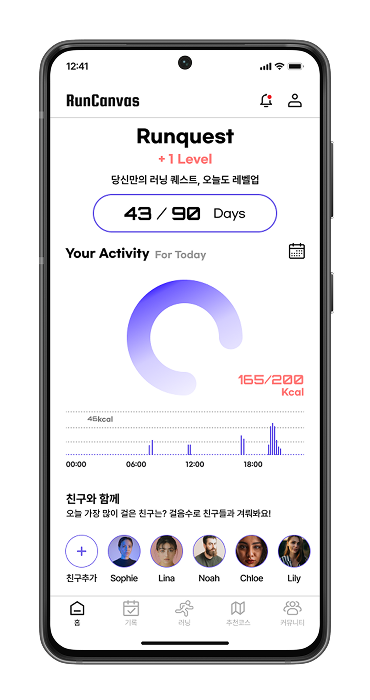 12:41
RunCanvas
Runquest
+ 1 Level
당신만의 러닝 퀘스트, 오늘도 레벨업
43 / 90 Days
Your Activity For Today
165/200
Kcal
46kcal
00:00 06:00 12:00 18:00
친구와 함께
오늘 가장 많이 걸은 친구는? 걸음수로 친구들과 겨뤄봐요!
친구추가 Sophie Lina Noah Chloe Lily
홈 기록 러닝 추천코스 커뮤니티